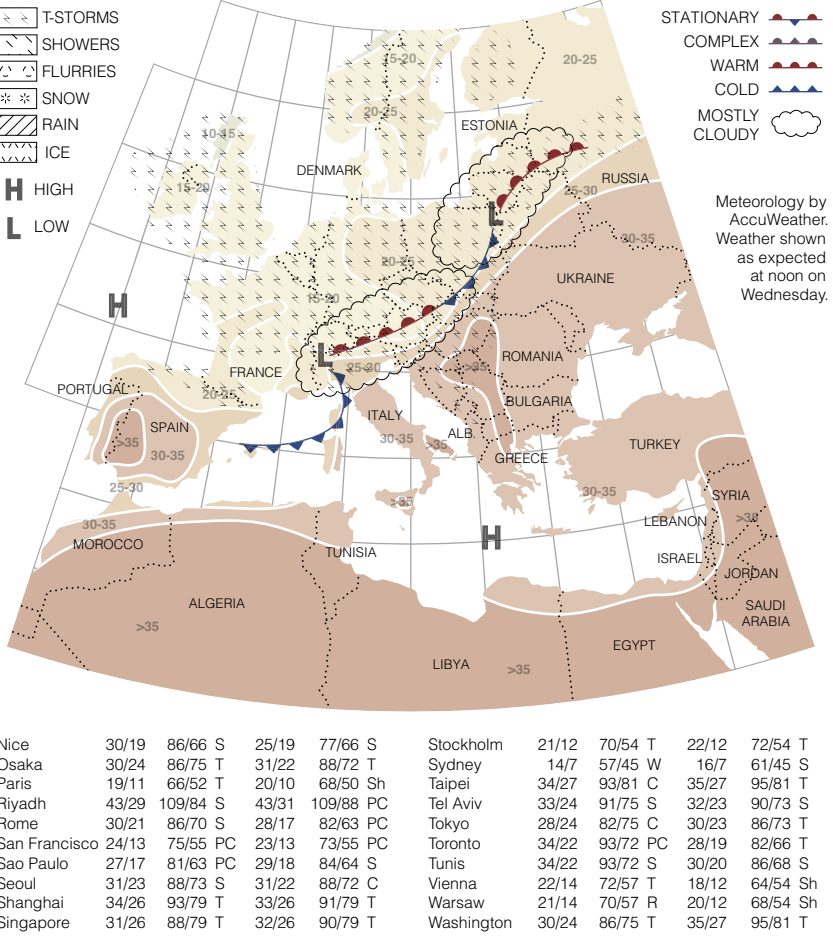 T-STORMS
SHOWERS
FLURRIES
SNOW
RAIN
ICE
H HIGH
L LOW
STATIONARY
COMPLEX
WARM
COLD
MOSTLY
CLOUDY
Meteorology by
AccuWeather.
Weather shown
as expected
at noon on
Wednesday.
15-20
20-25
20-25
10-15
ESTONIA
DENMARK
15-20
RUSSIA
25-30
L
30-35
20-25
UKRAINE
15-20
H
L
ROMANIA
FRANCE
25-30
>35
PORTUGAL
20-25
BULGARIA
SPAIN
ITALY
ALB.
>35
30-35
30-35
>35
TURKEY
GREECE
25-30
30-35
SYRIA
>35
30-35
LEBANON
>35
MOROCCO
H
TUNISIA
ISRAEL
JORDAN
ALGERIA
SAUDI
ARABIA
>35
EGYPT
LIBYA
>35
Nice 30/19 86/66 S 25/19 77/66 S
Osaka 30/24 86/75 T 31/22 88/72 T
Paris 19/11 66/52 T 20/10 68/50 Sh
Riyadh 43/29 109/84 S 43/31 109/88 PC
Rome 30/21 86/70 S 28/17 82/63 PC
San Francisco 24/13 75/55 PC 23/13 73/55 PC
Sao Paulo 27/17 81/63 PC 29/18 84/64 S
Seoul 31/23 88/73 S 31/22 88/72 C
Shanghai 34/26 93/79 T 33/26 91/79 T
Singapore 31/26 88/79 T 32/26 90/79 T
Stockholm 21/12 70/54 T 22/12 72/54 T
Sydney 14/7 57/45 W 16/7 61/45 S
Taipei 34/27 93/81 C 35/27 95/81 T
Tel Aviv 33/24 91/75 S 32/23 90/73 S
Tokyo 28/24 82/75 C 30/23 86/73 T
Toronto 34/22 93/72 PC 28/19 82/66 T
Tunis 34/22 93/72 S 30/20 86/68 S
Vienna 22/14 72/57 T 18/12 64/54 Sh
Warsaw 21/14 70/57 R 20/12 68/54 Sh
Washington 30/24 86/75 T 35/27 95/81 T